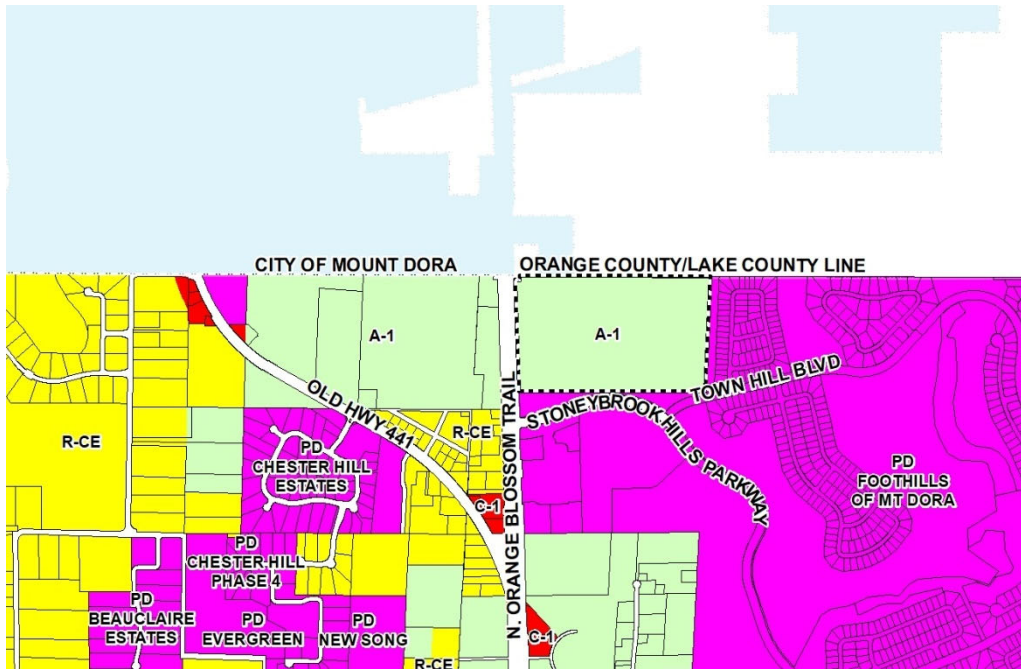 CITY OF MOUNT DORA
ORANGE COUNTY/LAKE COUNTY LINE
A-1
A-1
OLD HWY 441
N. ORANGE BLOSSOM TRAIL
STONEYBROOK HILLS PARKWAY
TOWN HILL BLVD
R-CE
R-CE
PD
CHESTER HILL
ESTATES
PD
FOOTHILLS
OF MT DORA
C-1
PD
CHESTER HILL
PHASE 4
PD
BEAUCLAIRE
ESTATES
PD
EVERGREEN
PD
NEW SONG
C-1
R-CE